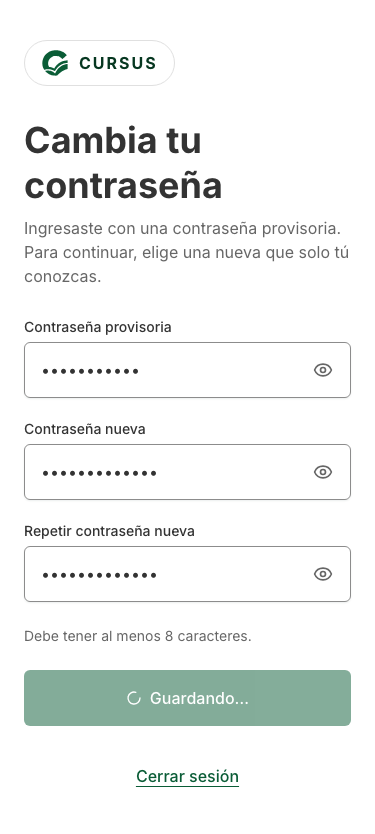 CURSUS
Cambia tu
contraseña
Ingresaste con una contraseña provisoria.
Para continuar, elige una nueva que solo tú
conozcas.
Contraseña provisoria
•••••••••••
Contraseña nueva
•••••••••••••
Repetir contraseña nueva
•••••••••••••
Debe tener al menos 8 caracteres.
Guardando...
Cerrar sesión